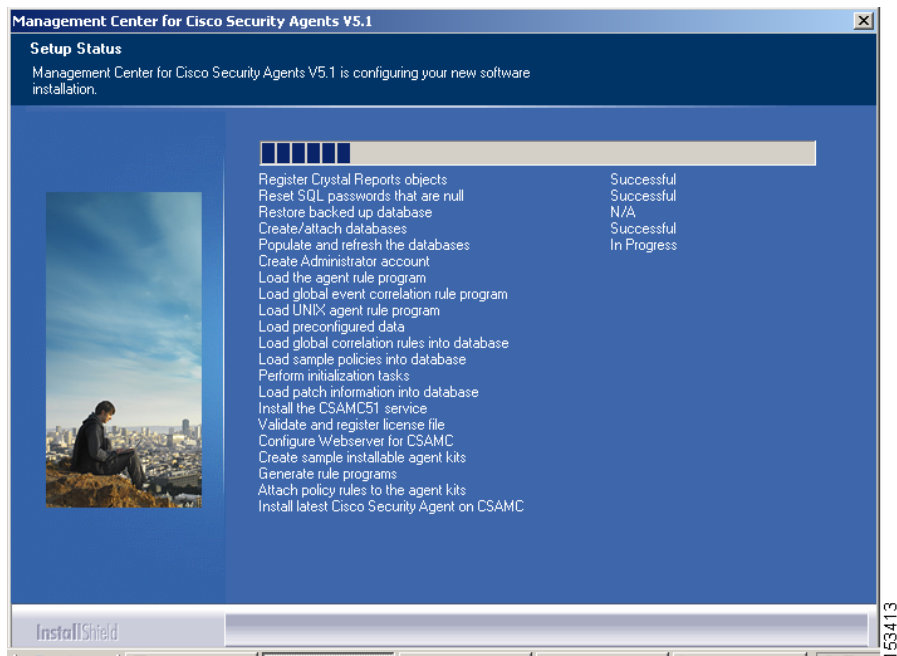 Management Center for Cisco Security Agents V5.1
Setup Status
Management Center for Cisco Security Agents V5.1 is configuring your new software
installation.
Register Crystal Reports objects Successful
Reset SQL passwords that are null Successful
Restore backed up database N/A
Create/attach databases Successful
Populate and refresh the databases In Progress
Create Administrator account
Load the agent rule program
Load global event correlation rule program
Load UNIX agent rule program
Load preconfigured data
Load global correlation rules into database
Load sample policies into database
Perform initialization tasks
Load patch information into database
Install the CSAMC51 service
Validate and register license file
Configure Webserver for CSAMC
Create sample installable agent kits
Generate rule programs
Attach policy rules to the agent kits
Install latest Cisco Security Agent on CSAMC
InstallShield
153413